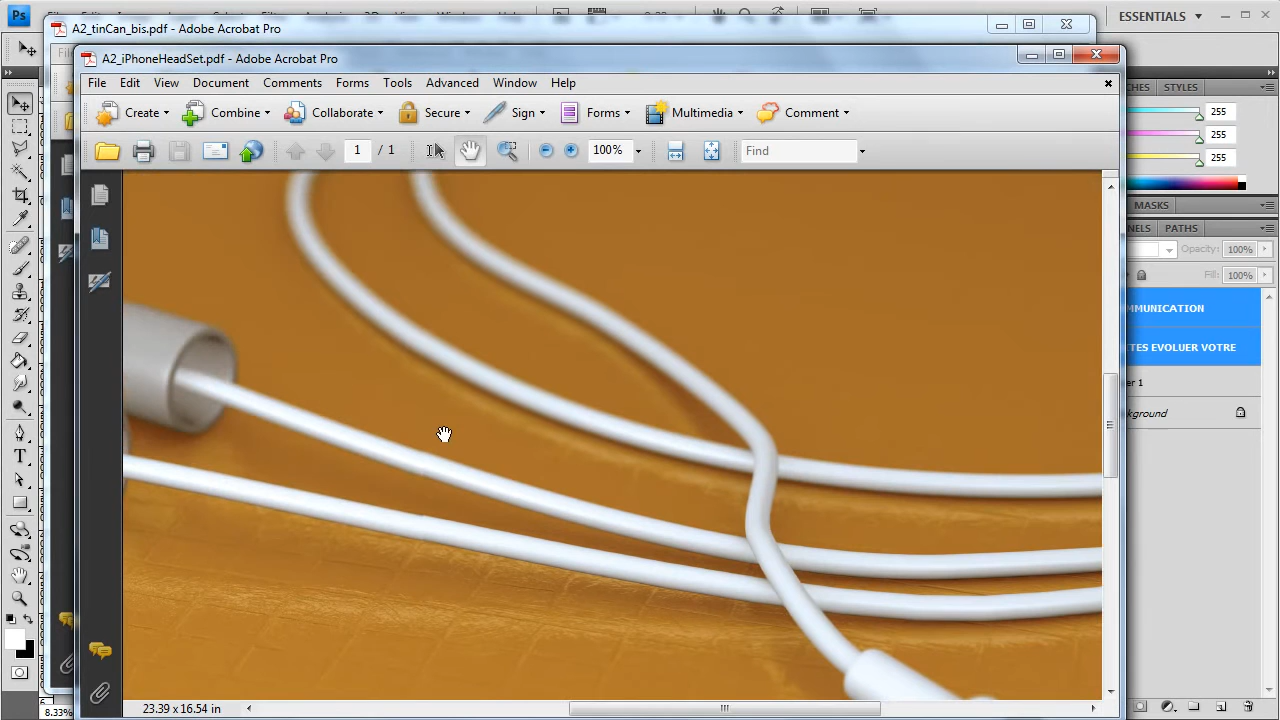 Ps
ESSENTIALS
A2_tinCan_bis.pdf - Adobe Acrobat Pro
A2_iPhoneHeadSet.pdf - Adobe Acrobat Pro
File Edit View Document Comments Forms Tools Advanced Window Help
CHES STYLES
Create Combine Collaborate Secure Sign Forms Multimedia Comment
255
255
255
1 / 1 100% Find
MASKS
NELS PATHS
Opacity: 100%
Fill: 100%
MMUNICATION
TES EVOLUER VOTRE
er 1
kground
T
8.33%
23.39 x 16.54 in